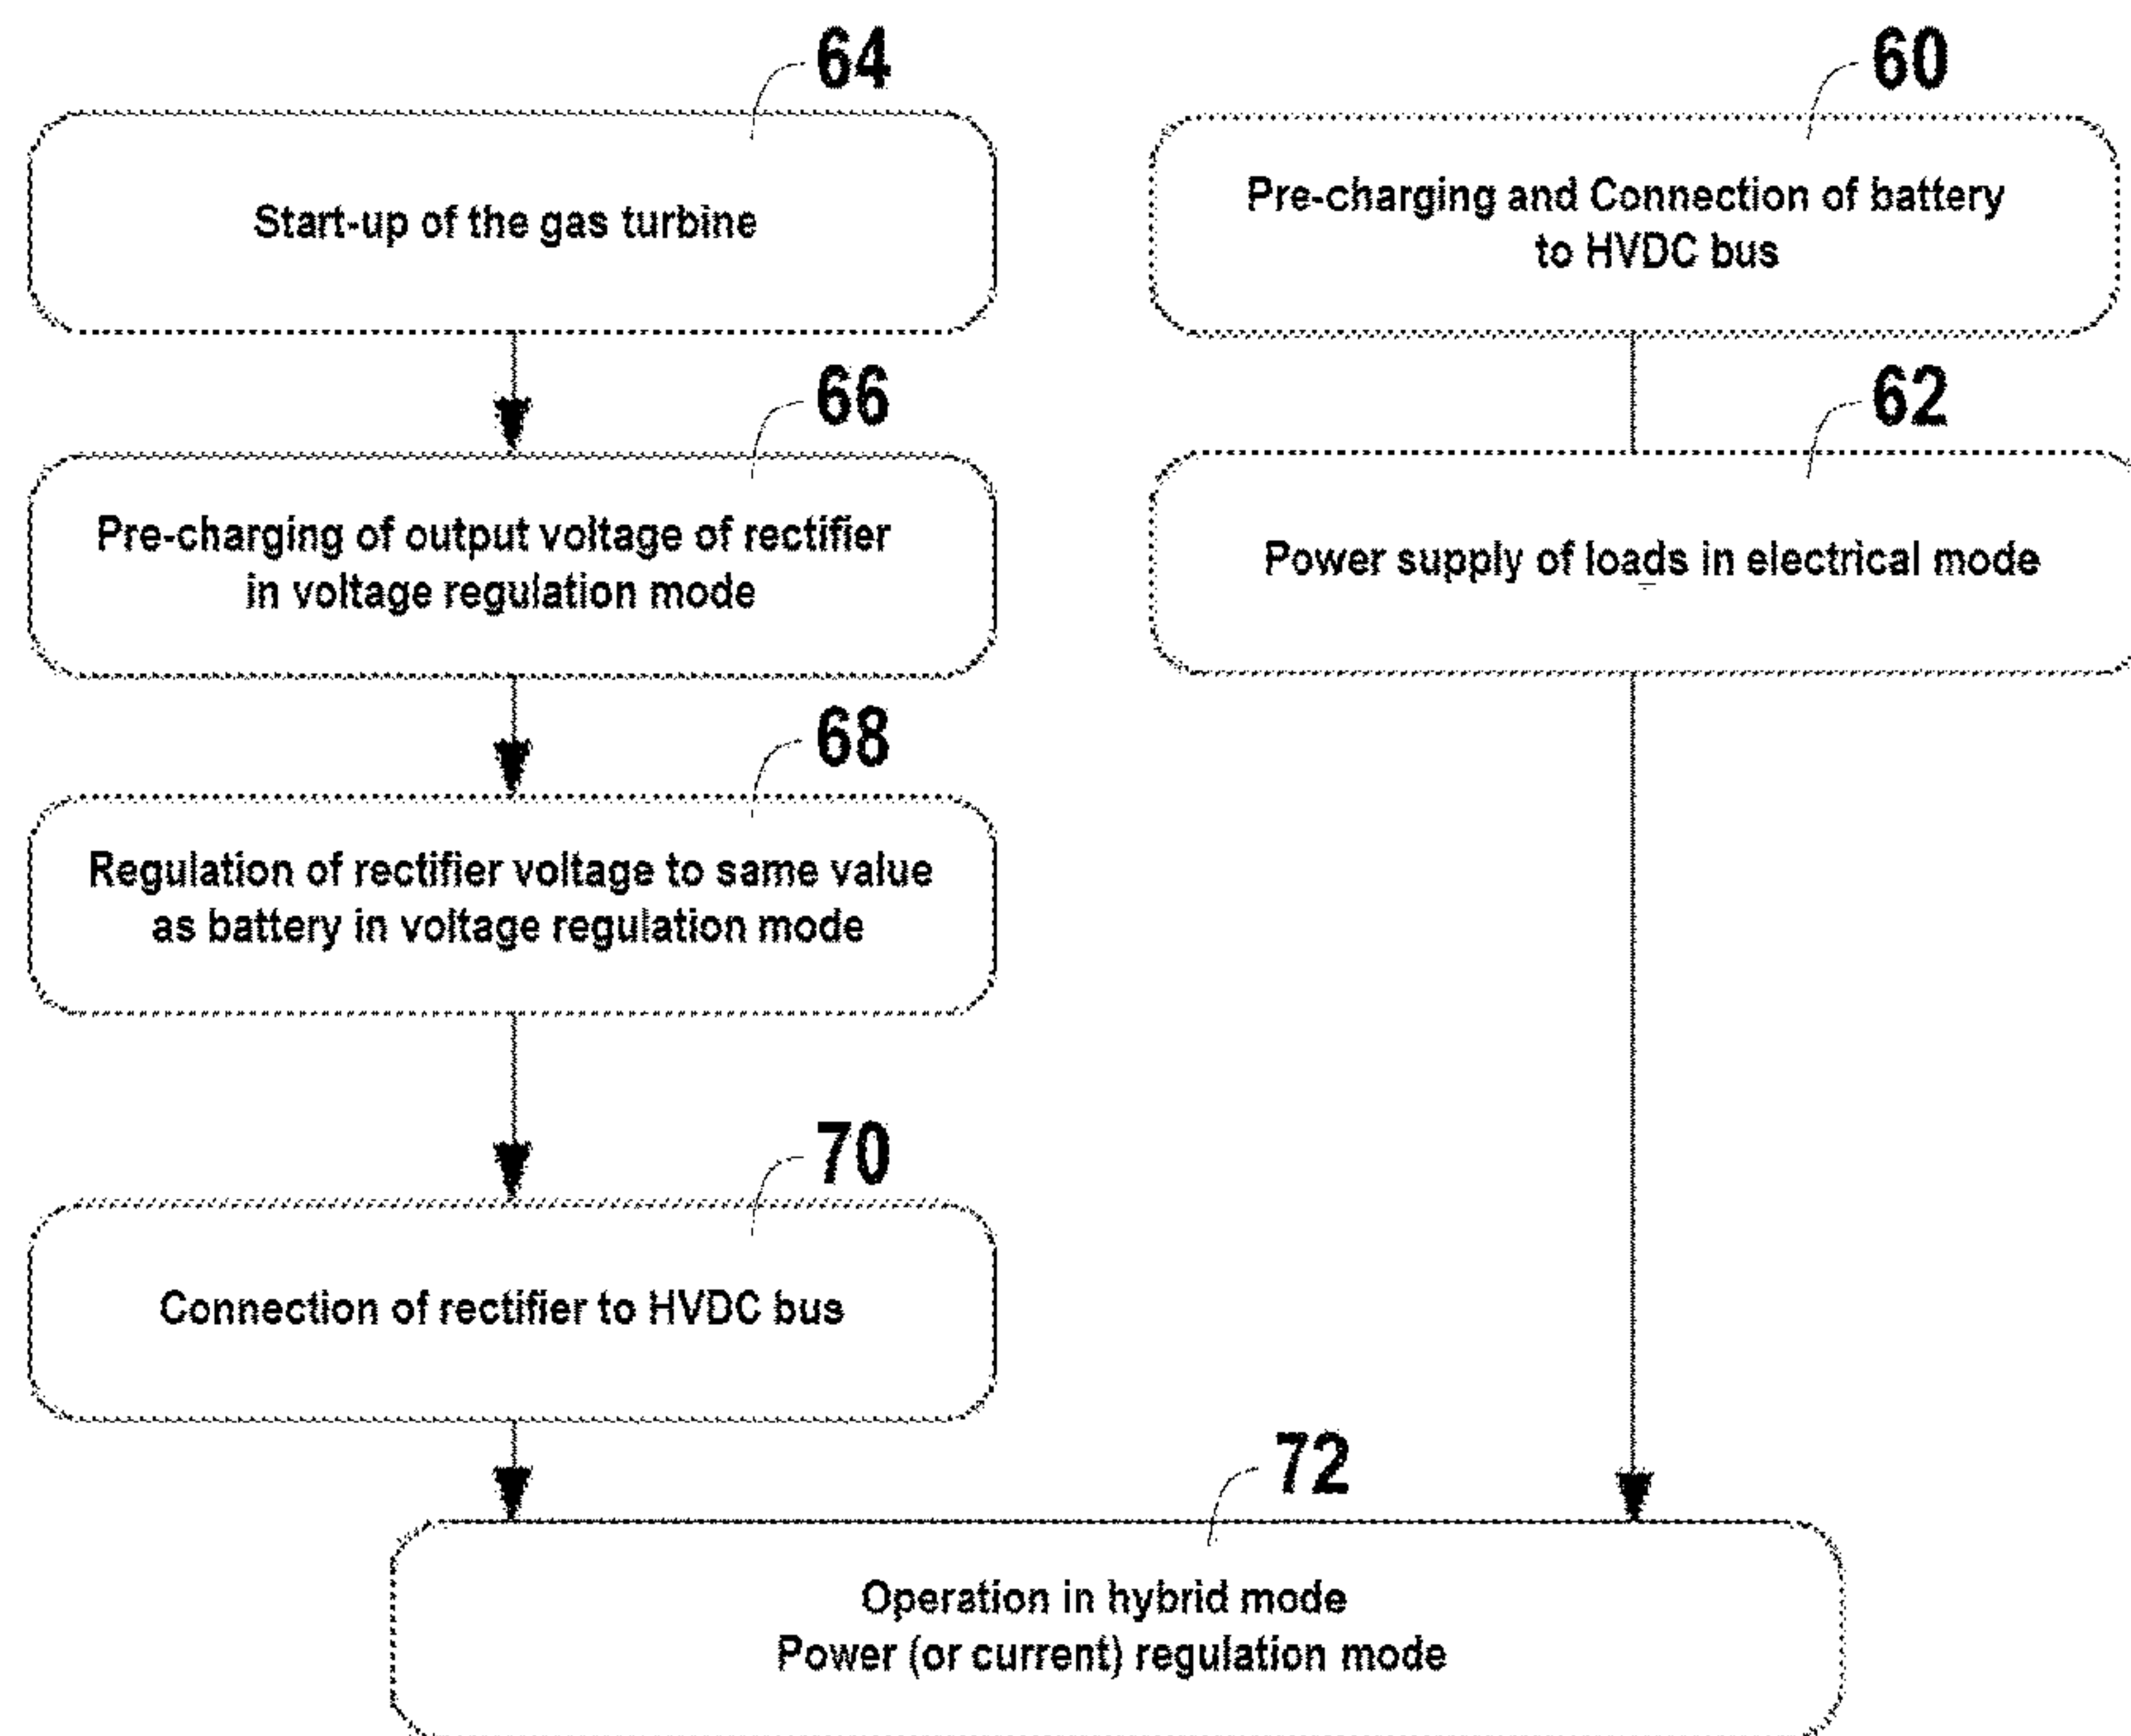 64
Start-up of the gas turbine
60
Pre-charging and Connection of battery
to HVDC bus
66
Pre-charging of output voltage of rectifier
in voltage regulation mode
62
Power supply of loads in electrical mode
68
Regulation of rectifier voltage to same value
as battery in voltage regulation mode
70
Connection of rectifier to HVDC bus
72
Operation in hybrid mode
Power (or current) regulation mode